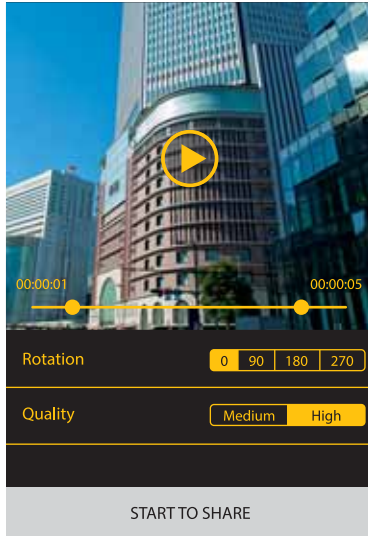 00:00:01 00:00:05
Rotation 0 90 180 270
Quality Medium High
START TO SHARE